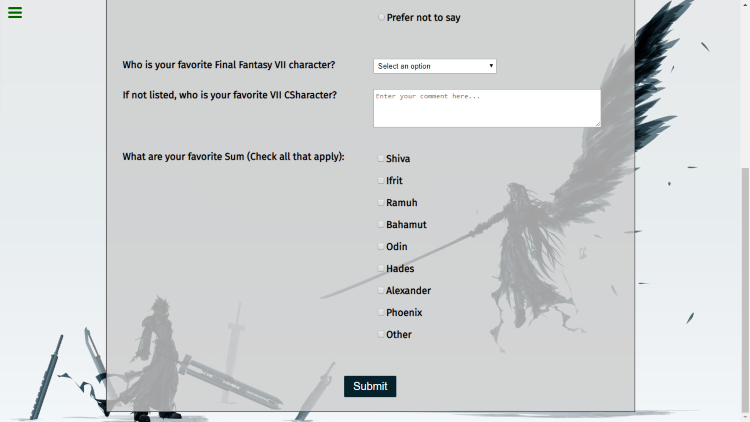 Prefer not to say
Who is your favorite Final Fantasy VII character?
Select an option
If not listed, who is your favorite VII CSharacter?
Enter your comment here...
What are your favorite Sum (Check all that apply):
Shiva
Ifrit
Ramuh
Bahamut
Odin
Hades
Alexander
Phoenix
Other
Submit